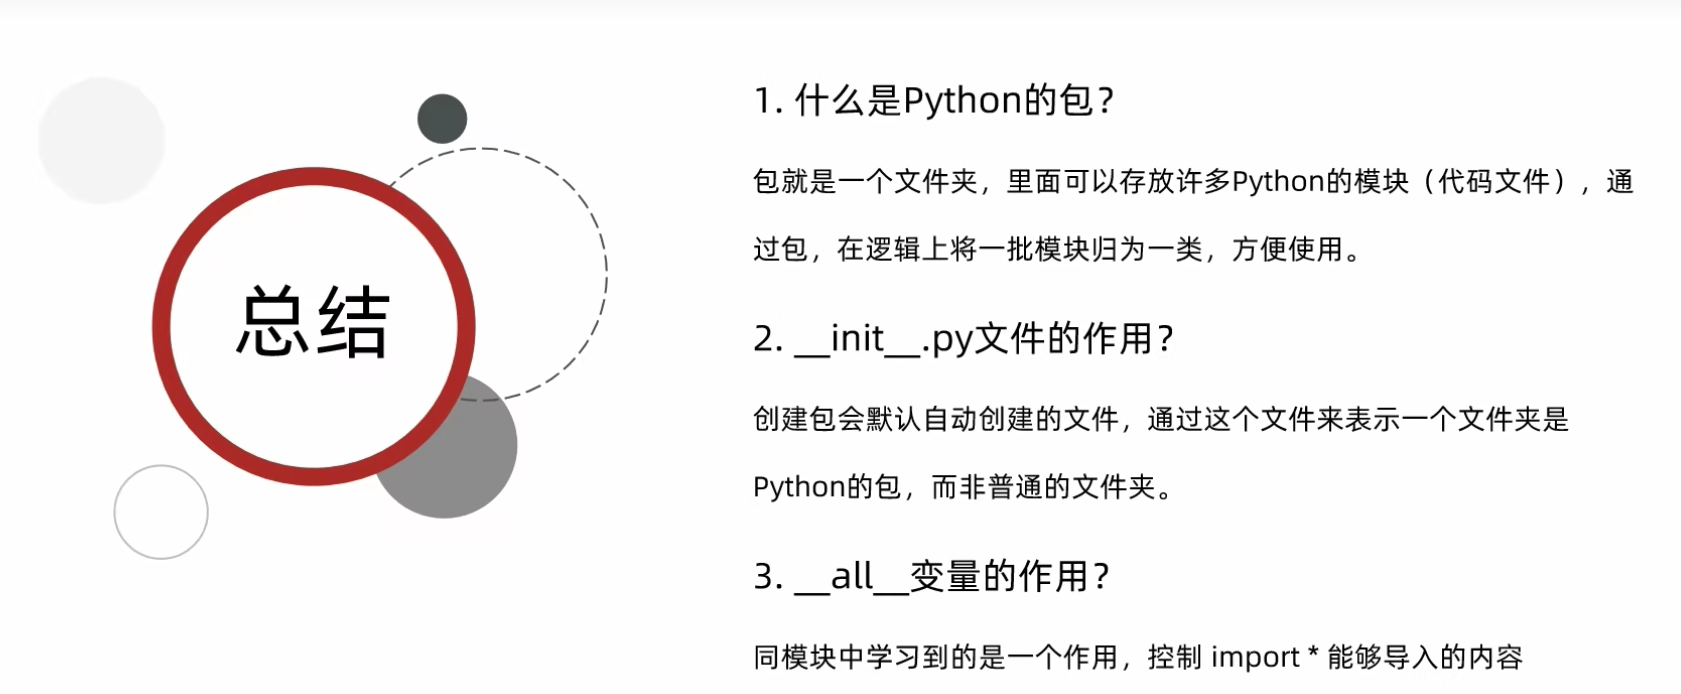 总结
1. 什么是Python的包？
包就是一个文件夹，里面可以存放许多Python的模块（代码文件），通
过包，在逻辑上将一批模块归为一类，方便使用。
2. __init__.py文件的作用？
创建包会默认自动创建的文件，通过这个文件来表示一个文件夹是
Python的包，而非普通的文件夹。
3. __all__变量的作用？
同模块中学习到的是一个作用，控制 import * 能够导入的内容